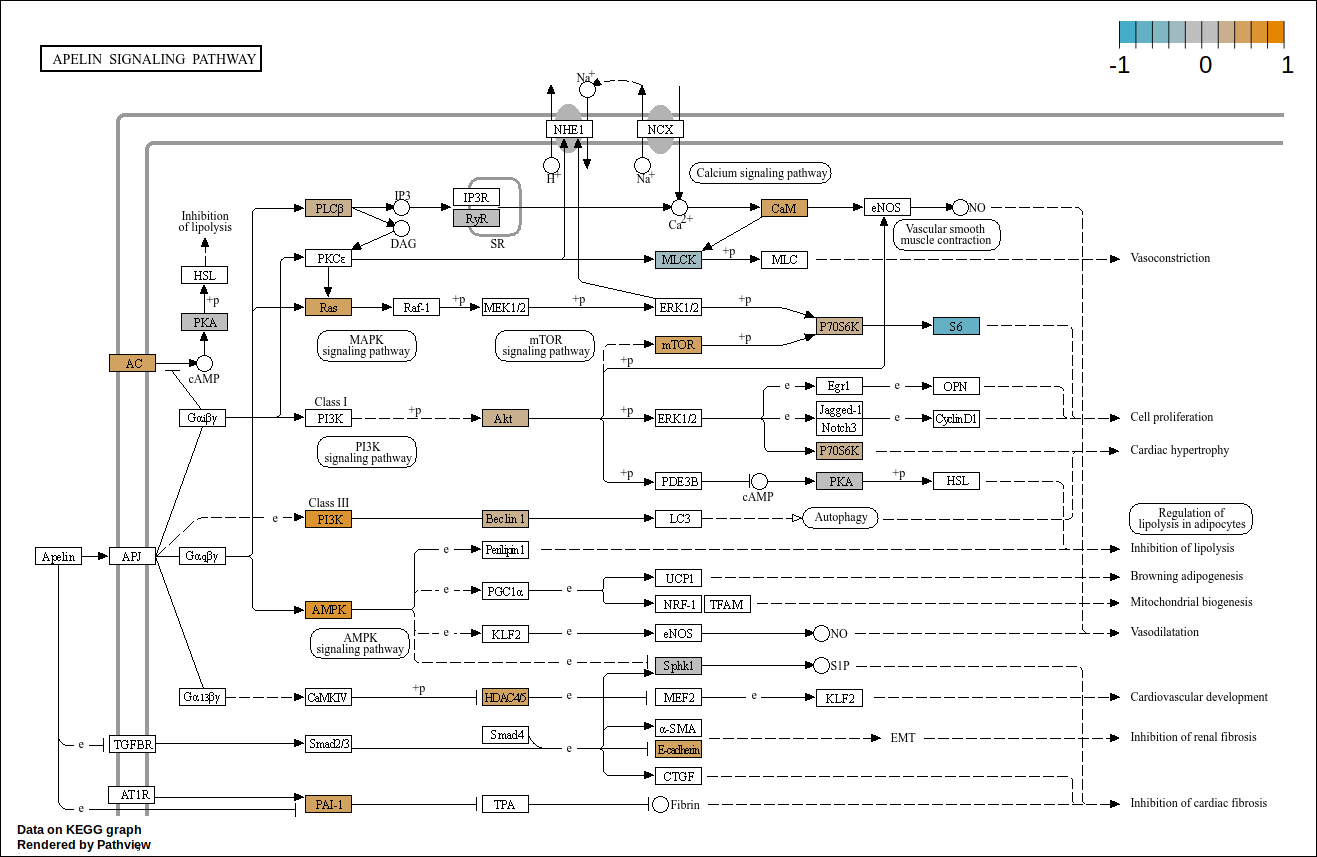 APELIN SIGNALING PATHWAY
-1 0 1
Na+
NHE1
NCX
H+
Na+
Calcium signaling pathway
Inhibition
of lipolysis
PLCβ
IP3
IP3R
RyR
SR
DAG
Ca2+
CaM
eNOS
NO
Vascular smooth
muscle contraction
HSL
PKCε
MLCK
+p
MLC
Vasoconstriction
+p
PKA
Ras
Raf-1
+p
MEK1/2
+p
ERK1/2
+p
P70S6K
S6
MAPK
signaling pathway
mTOR
signaling pathway
mTOR
+p
AC
cAMP
+p
Class I
Gαiβγ
PI3K
+p
Akt
+p
ERK1/2
e
Egr1
e
OPN
e
Jagged-1
Notch3
e
CyclinD1
Cell proliferation
PI3K
signaling pathway
P70S6K
Cardiac hypertrophy
+p
PDE3B
cAMP
PKA
+p
HSL
Class III
e
PI3K
Beclin 1
LC3
Autophagy
Regulation of
lipolysis in adipocytes
Apelin
APJ
Gαqβγ
e
Perilipin1
Inhibition of lipolysis
e
PGC1α
e
UCP1
Browning adipogenesis
NRF-1
TFAM
Mitochondrial biogenesis
AMPK
AMPK
signaling pathway
e
KLF2
e
eNOS
NO
Vasodilatation
e
Sphk1
S1P
Gα13βγ
CaMKIV
+p
HDAC4/5
e
MEF2
e
KLF2
Cardiovascular development
e
TGFBR
Smad2/3
Smad4
e
α-SMA
E-cadherin
EMT
Inhibition of renal fibrosis
CTGF
AT1R
e
PAI-1
TPA
Fibrin
Inhibition of cardiac fibrosis
Data on KEGG graph
Rendered by Pathview